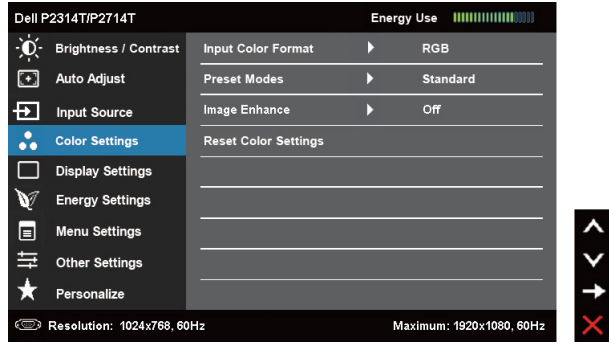 Dell P2314T/P2714T Energy Use
Brightness / Contrast Input Color Format RGB
Auto Adjust Preset Modes Standard
Input Source Image Enhance Off
Color Settings Reset Color Settings
Display Settings
Energy Settings
Menu Settings
Other Settings
Personalize
Resolution: 1024x768, 60Hz Maximum: 1920x1080, 60Hz